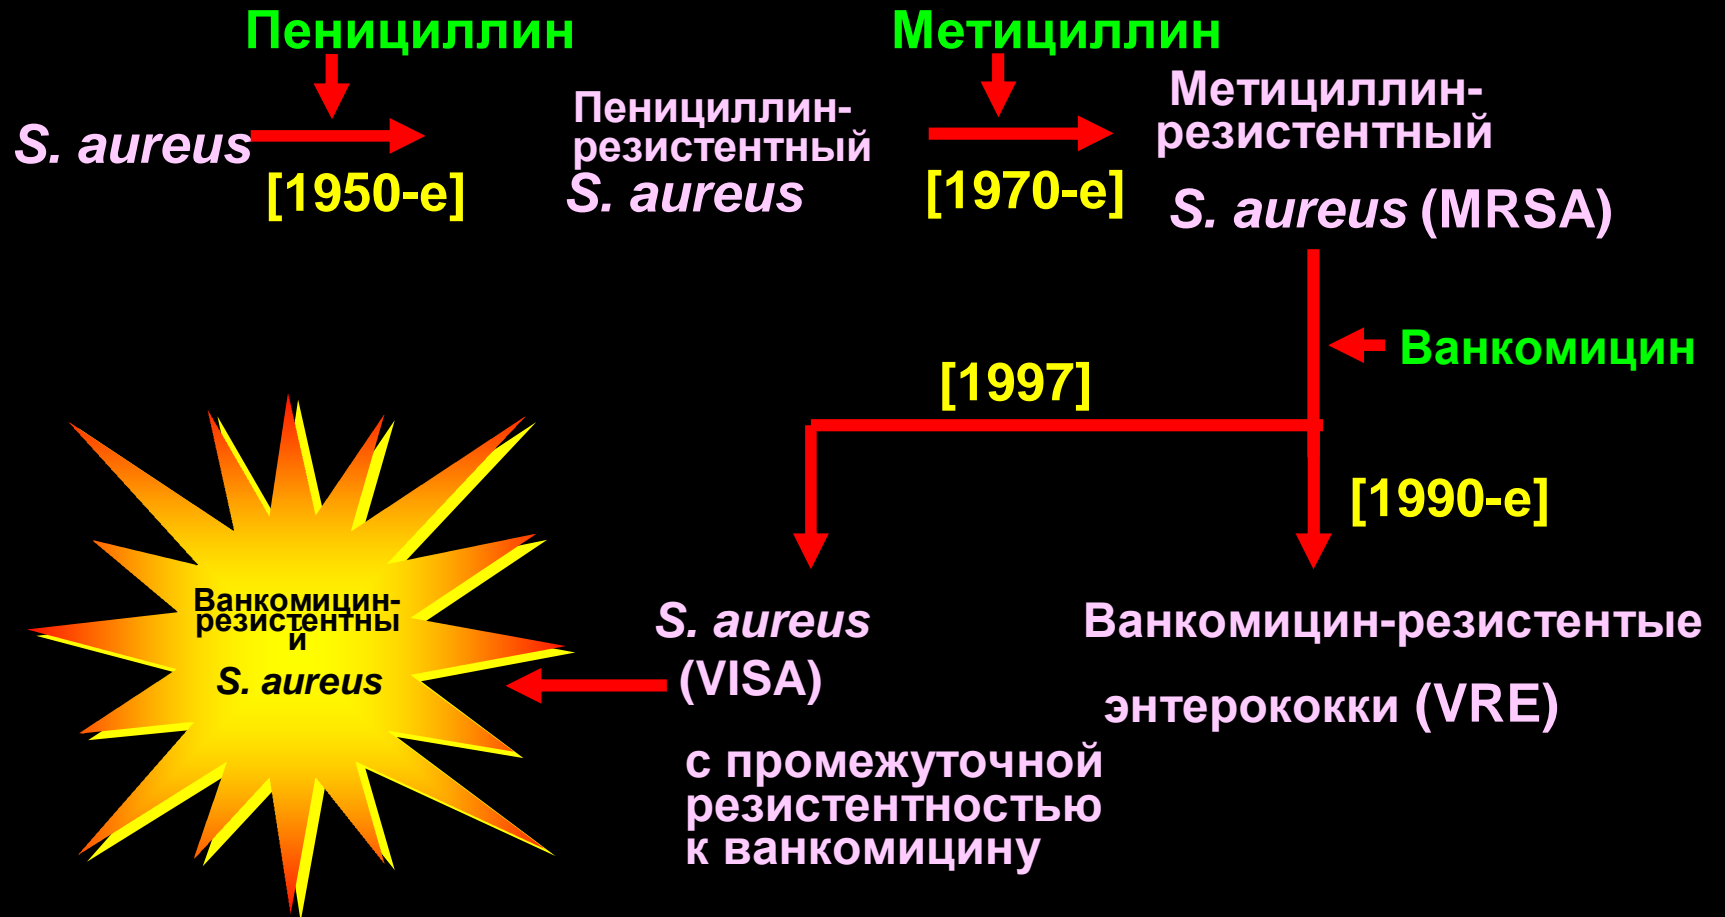 Пенициллин
Метициллин
S. aureus
[1950-е]
Пенициллин-
резистентный
S. aureus
[1970-е]
Метициллин-
резистентный
S. aureus (MRSA)
Ванкомицин
[1997]
[1990-е]
Ванкомицин-
резистентны
й
S. aureus
S. aureus
(VISA)
с промежуточной
резистентностью
к ванкомицину
Ванкомицин-резистентые
энтерококки (VRE)